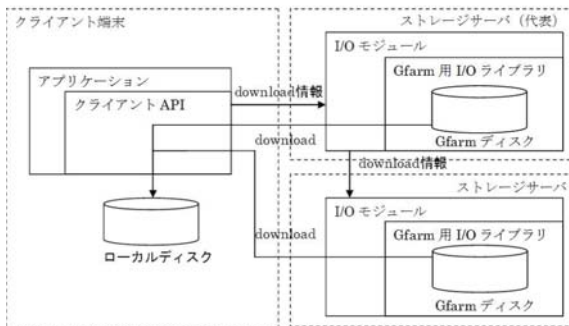 クライアント端末
アプリケーション
クライアント API
ローカルディスク
download情報
download
download情報
download
ストレージサーバ（代表）
I/O モジュール
Gfarm 用 I/O ライブラリ
Gfarm ディスク
ストレージサーバ
I/O モジュール
Gfarm 用 I/O ライブラリ
Gfarm ディスク